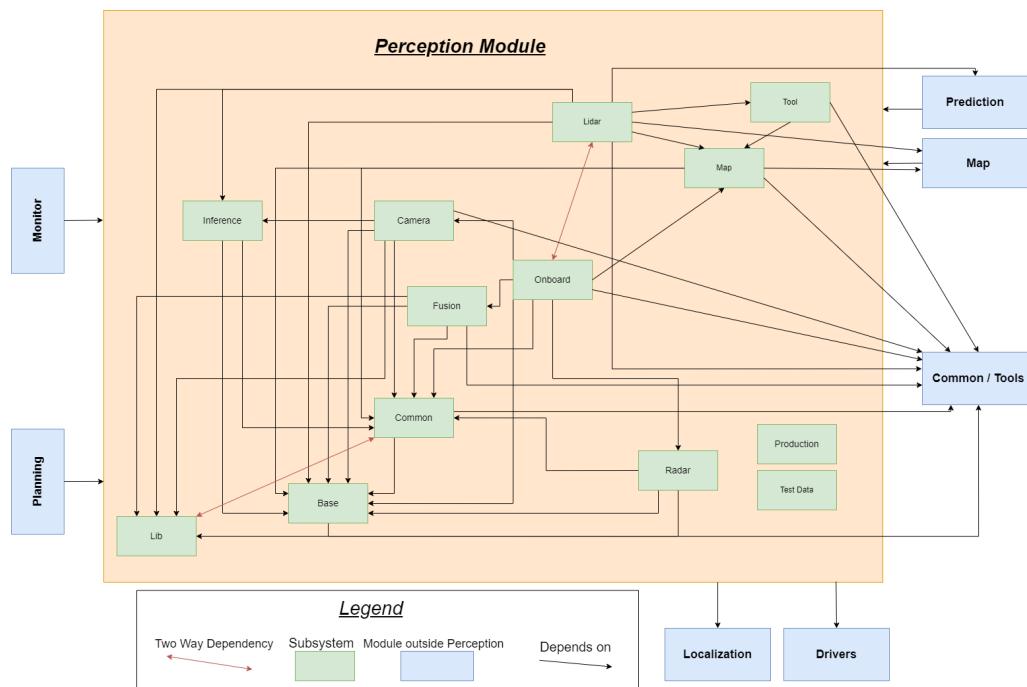 Perception Module
Tool
Prediction
Lidar
Map
Map
Monitor
Inference
Camera
Onboard
Fusion
Common / Tools
Common
Production
Planning
Radar
Test Data
Base
Lib
Legend
Two Way Dependency
Subsystem
Module outside Perception
Depends on
Localization
Drivers